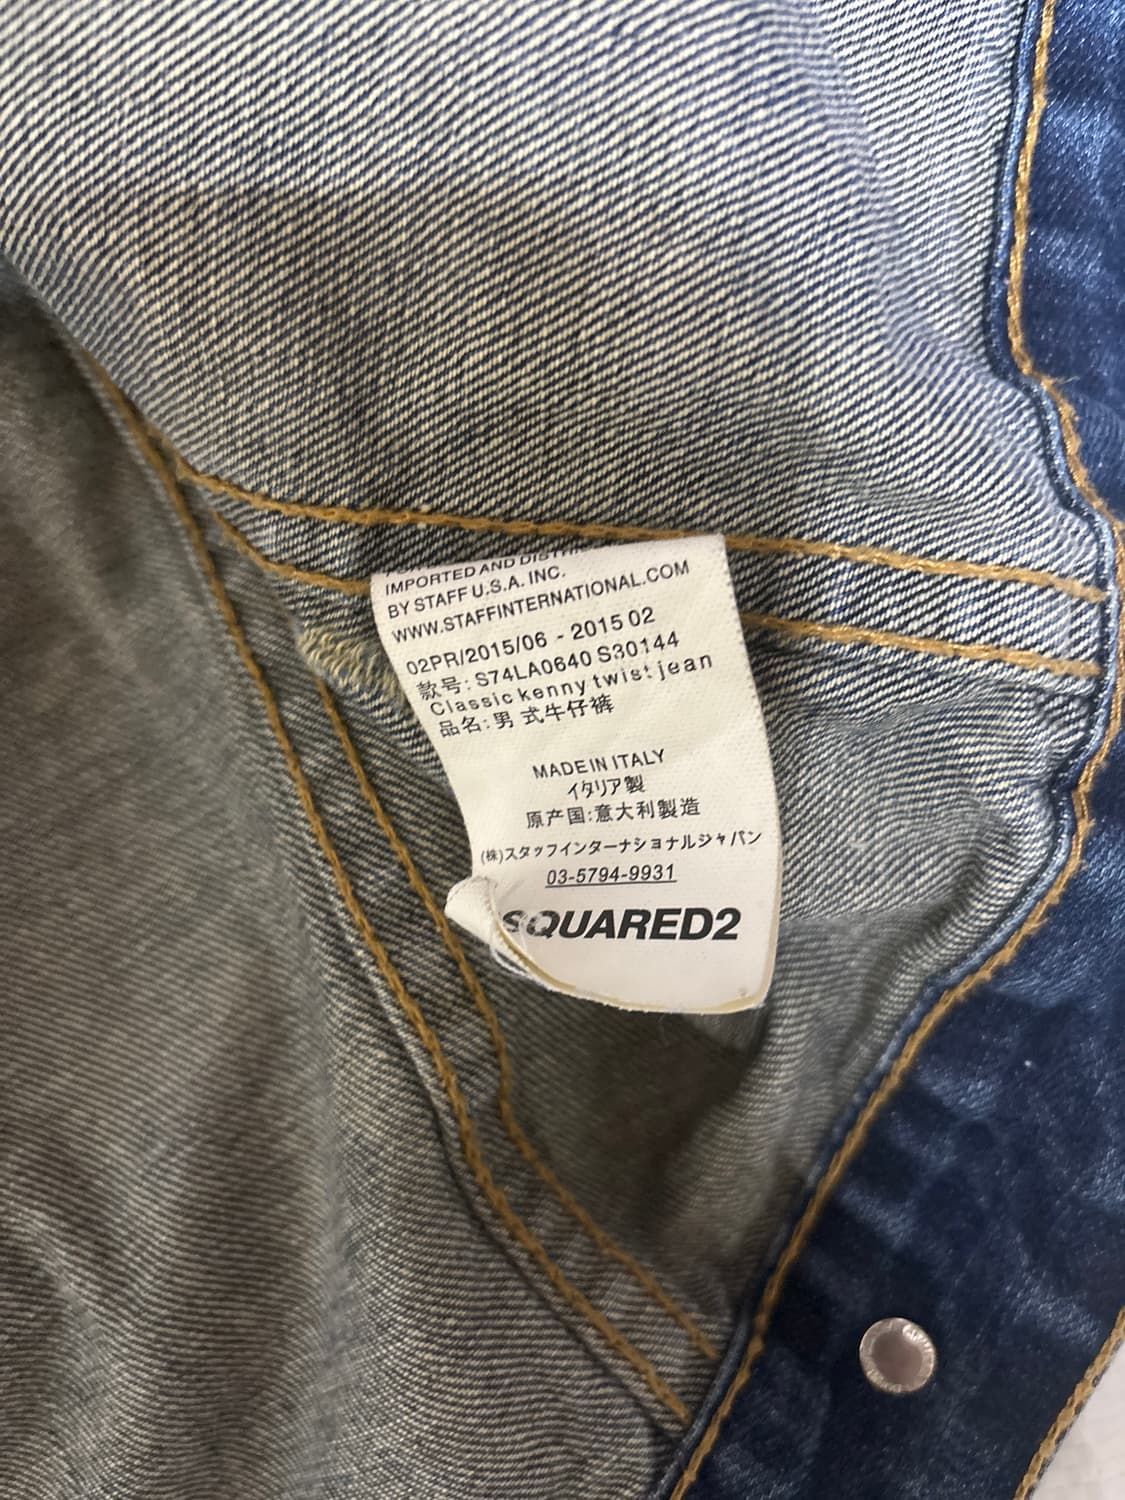 IMPORTED AND DISTRI
BY STAFF U.S.A. INC.
WWW.STAFFINTERNATIONAL.COM
02PR/2015/06 - 2015 02
款号: S74LA0640 S30144
Classic kenny twist jean
品名: 男 式牛仔裤
MADE IN ITALY
イタリア製
原产国:意大利製造
(株)スタッフインターナショナルジャパン
03-5794-9931
SQUARED2